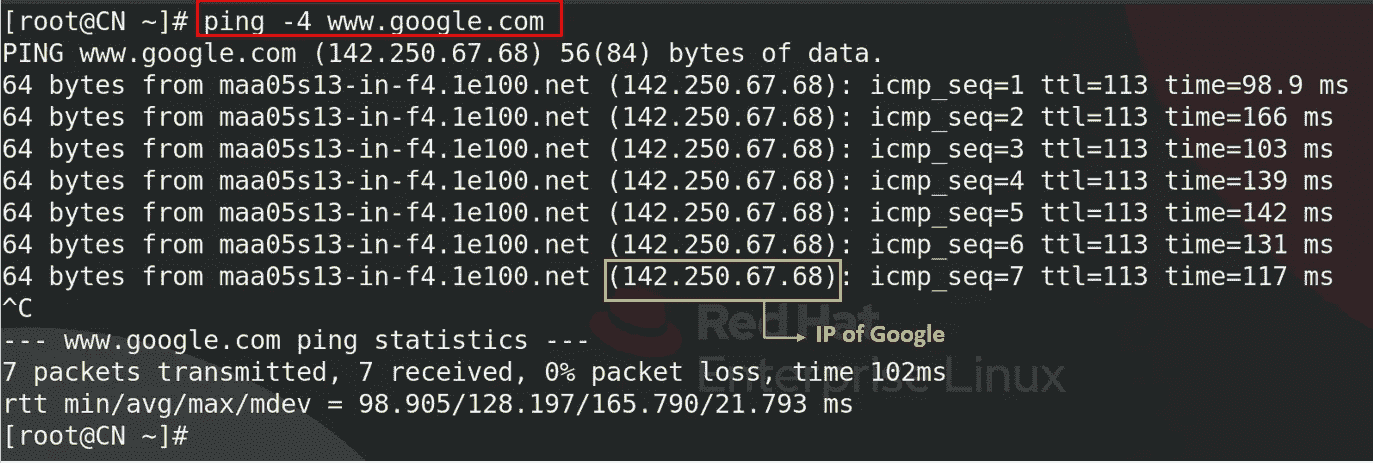 [root@CN ~]# ping -4 www.google.com
PING www.google.com (142.250.67.68) 56(84) bytes of data.
64 bytes from maa05s13-in-f4.1e100.net (142.250.67.68): icmp_seq=1 ttl=113 time=98.9 ms
64 bytes from maa05s13-in-f4.1e100.net (142.250.67.68): icmp_seq=2 ttl=113 time=166 ms
64 bytes from maa05s13-in-f4.1e100.net (142.250.67.68): icmp_seq=3 ttl=113 time=103 ms
64 bytes from maa05s13-in-f4.1e100.net (142.250.67.68): icmp_seq=4 ttl=113 time=139 ms
64 bytes from maa05s13-in-f4.1e100.net (142.250.67.68): icmp_seq=5 ttl=113 time=142 ms
64 bytes from maa05s13-in-f4.1e100.net (142.250.67.68): icmp_seq=6 ttl=113 time=131 ms
64 bytes from maa05s13-in-f4.1e100.net (142.250.67.68): icmp_seq=7 ttl=113 time=117 ms
^C
Red Hat
IP of Google
--- www.google.com ping statistics ---
7 packets transmitted, 7 received, 0% packet loss, time 102ms
Enterprise Linux
rtt min/avg/max/mdev = 98.905/128.197/165.790/21.793 ms
[root@CN ~]#